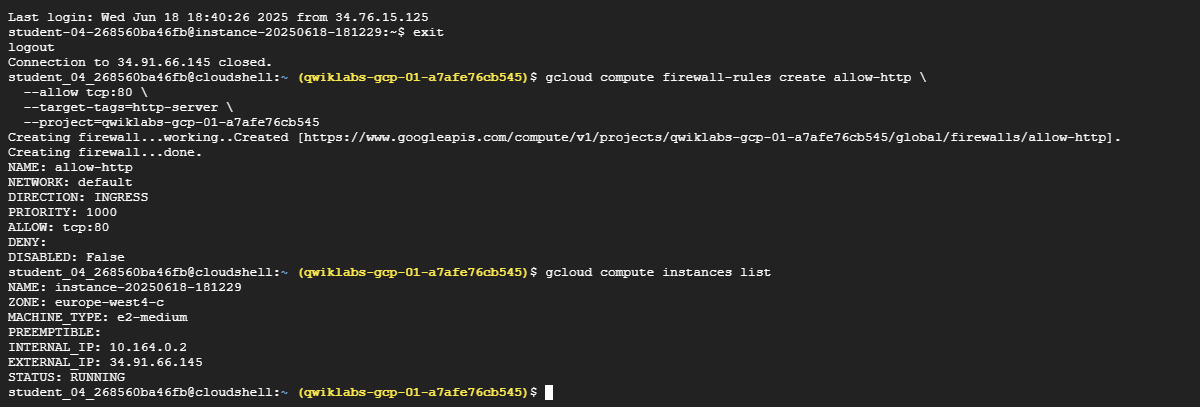 Last login: Wed Jun 18 18:40:26 2025 from 34.76.15.125
student-04-268560ba46fb@instance-20250618-181229:~$ exit
logout
Connection to 34.91.66.145 closed.
student_04_268560ba46fb@cloudshell:~ (qwiklabs-gcp-01-a7afe76cb545)$ gcloud compute firewall-rules create allow-http \
  --allow tcp:80 \
  --target-tags=http-server \
  --project=qwiklabs-gcp-01-a7afe76cb545
Creating firewall...working..Created [https://www.googleapis.com/compute/v1/projects/qwiklabs-gcp-01-a7afe76cb545/global/firewalls/allow-http].
Creating firewall...done.
NAME: allow-http
NETWORK: default
DIRECTION: INGRESS
PRIORITY: 1000
ALLOW: tcp:80
DENY:
DISABLED: False
student_04_268560ba46fb@cloudshell:~ (qwiklabs-gcp-01-a7afe76cb545)$ gcloud compute instances list
NAME: instance-20250618-181229
ZONE: europe-west4-c
MACHINE_TYPE: e2-medium
PREEMPTIBLE:
INTERNAL_IP: 10.164.0.2
EXTERNAL_IP: 34.91.66.145
STATUS: RUNNING
student_04_268560ba46fb@cloudshell:~ (qwiklabs-gcp-01-a7afe76cb545)$